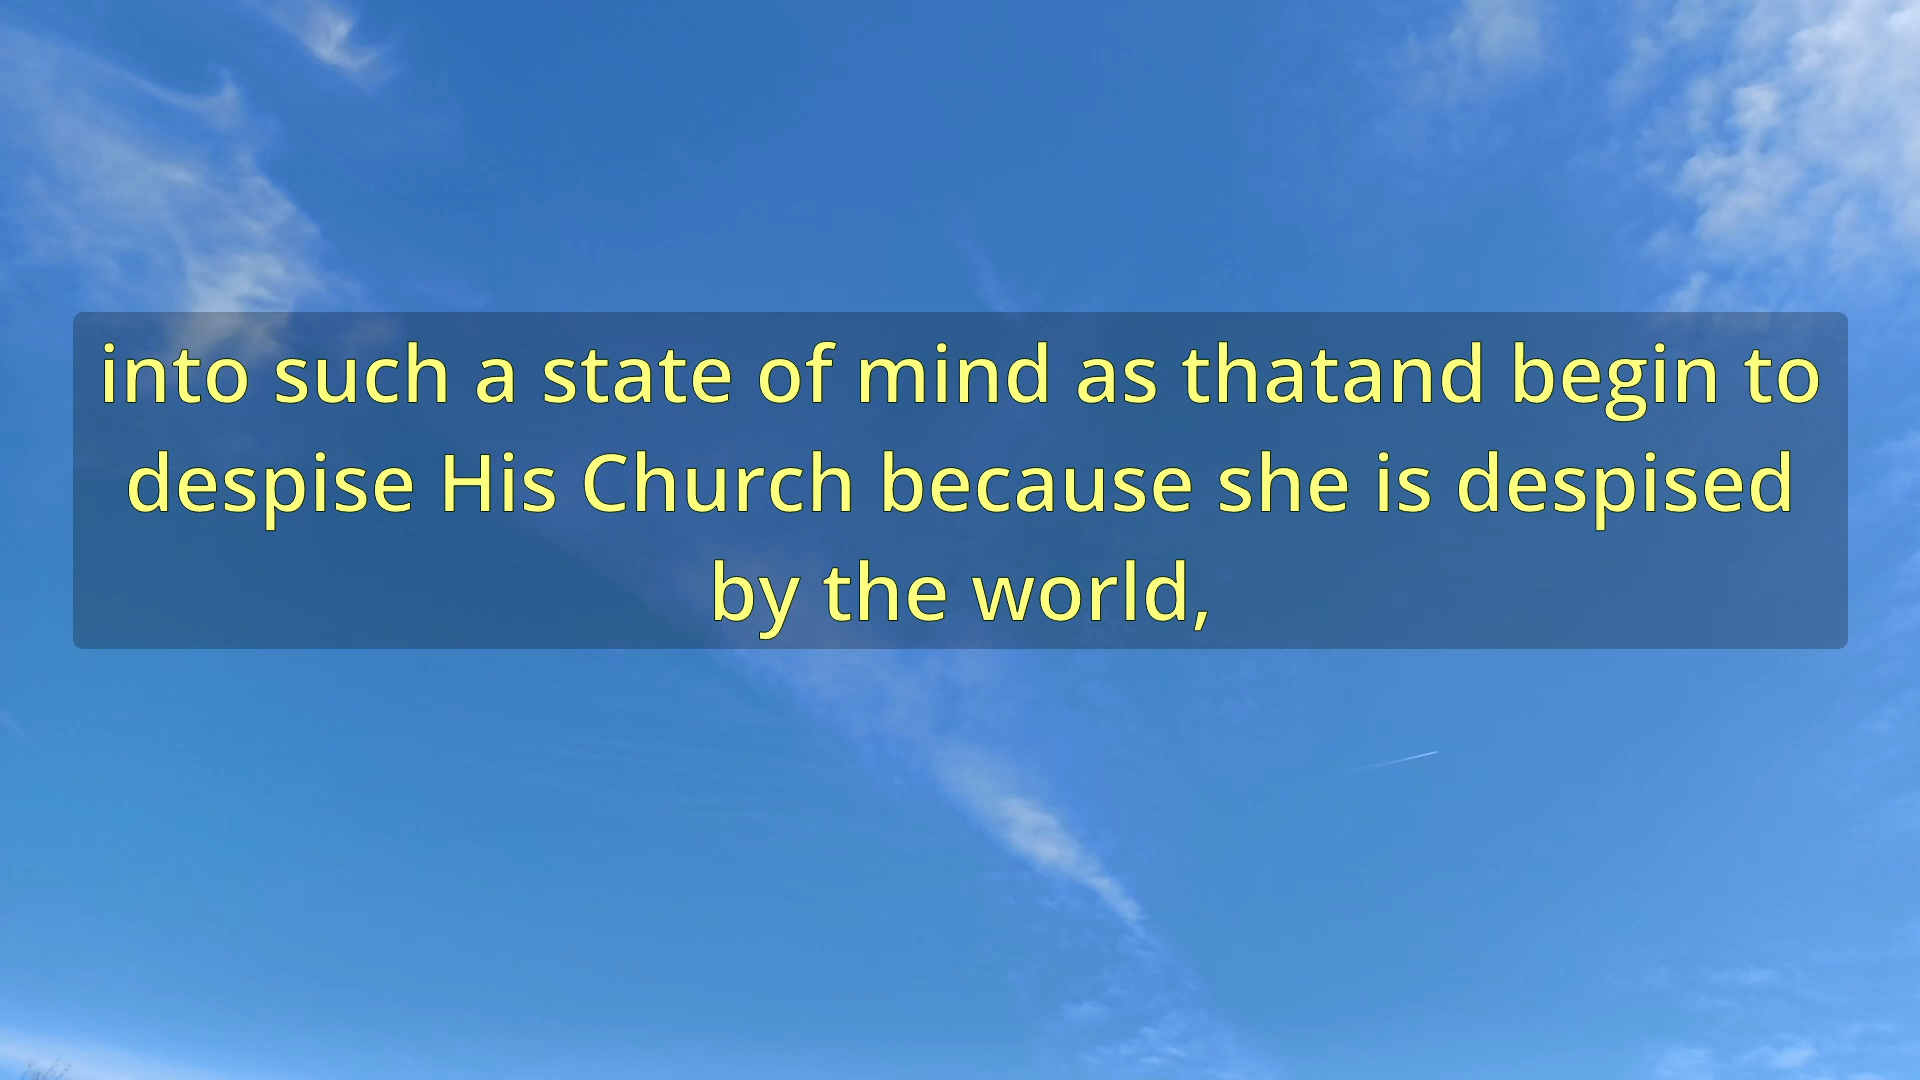 into such a state of mind as thatand begin to
despise His Church because she is despised
by the world,